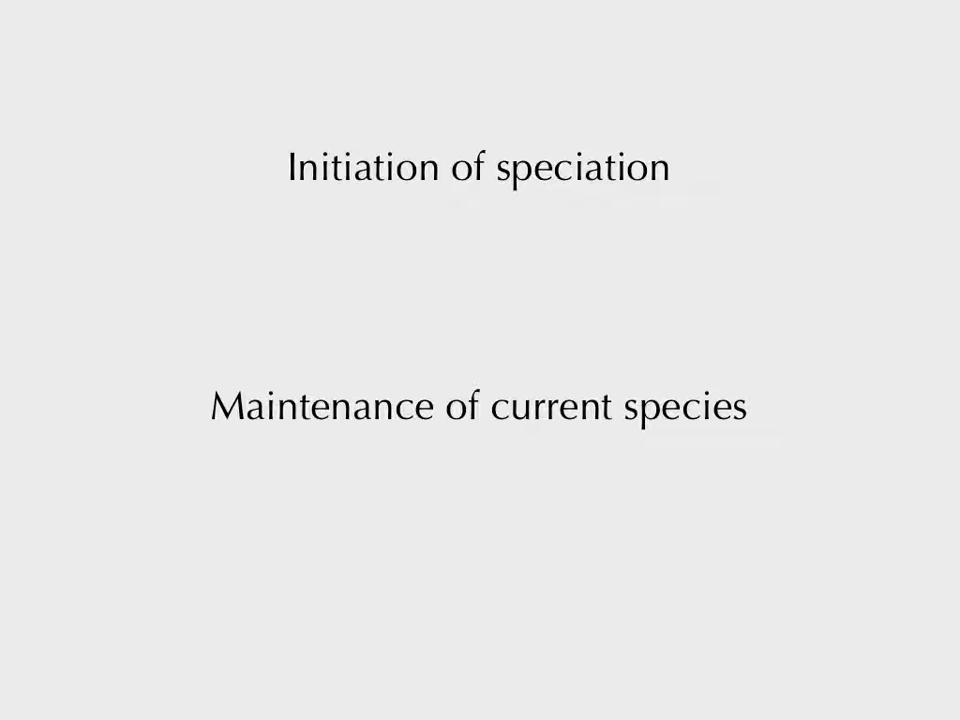 Initiation of speciation
Maintenance of current species